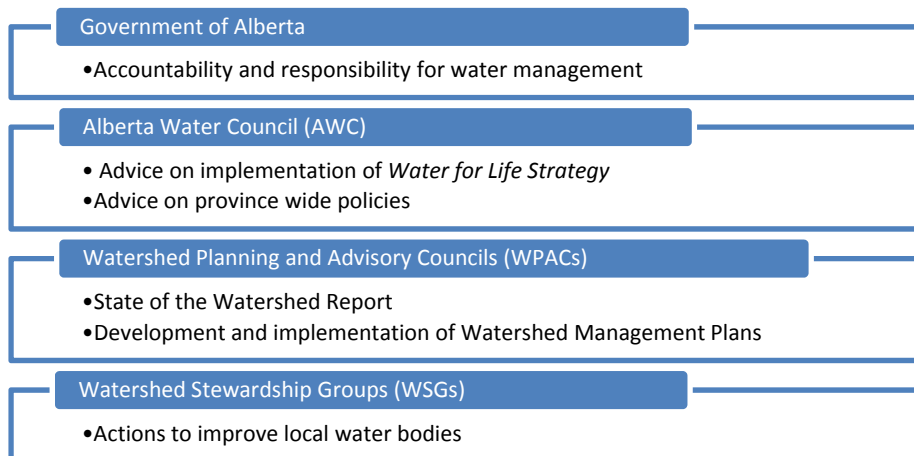 Government of Alberta
•Accountability and responsibility for water management
Alberta Water Council (AWC)
• Advice on implementation of Water for Life Strategy
•Advice on province wide policies
Watershed Planning and Advisory Councils (WPACs)
•State of the Watershed Report
•Development and implementation of Watershed Management Plans
Watershed Stewardship Groups (WSGs)
•Actions to improve local water bodies